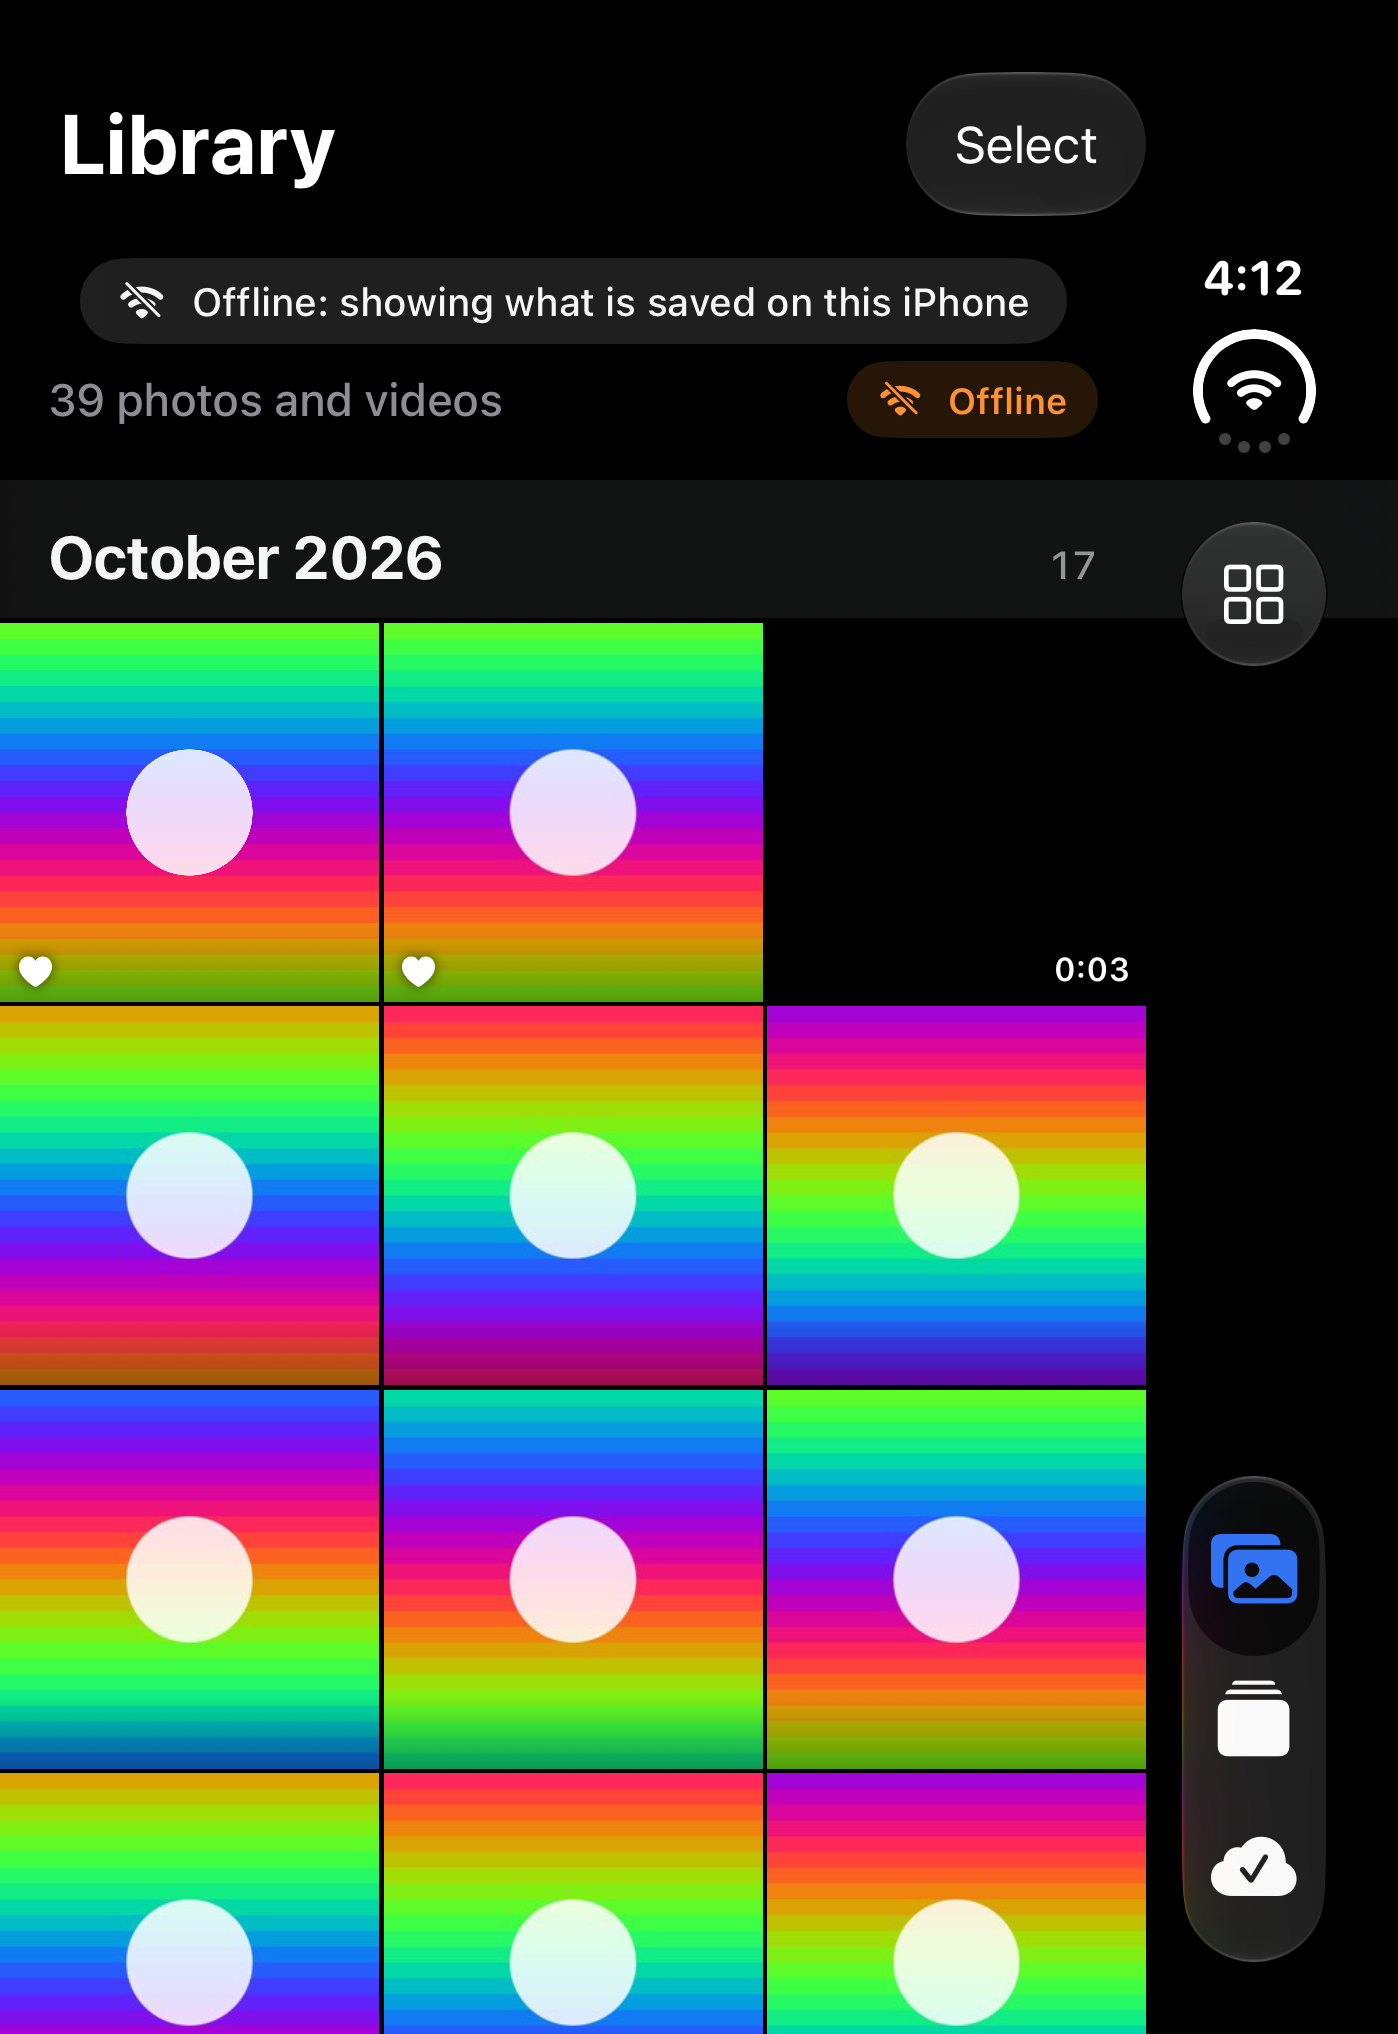 Library
Select
Offline: showing what is saved on this iPhone
4:12
39 photos and videos
Offline
October 2026
17
0:03